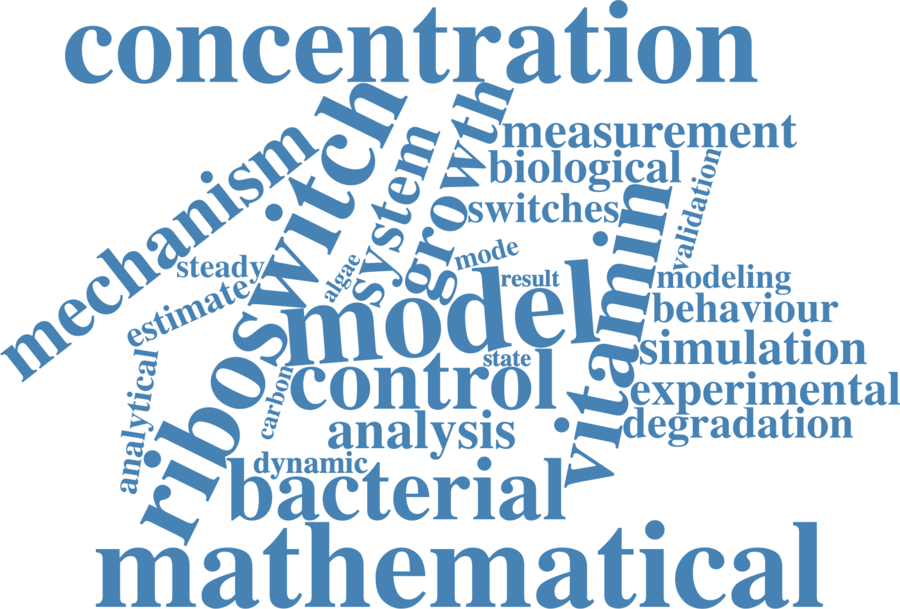 concentration
mechanism
riboswitch
system
growth
measurement
biological
switches
validation
vitamin
steady
estimate
algae
mode
result
model
modeling
behaviour
simulation
state
control
experimental
degradation
analytical
carbon
analysis
dynamic
bacterial
mathematical